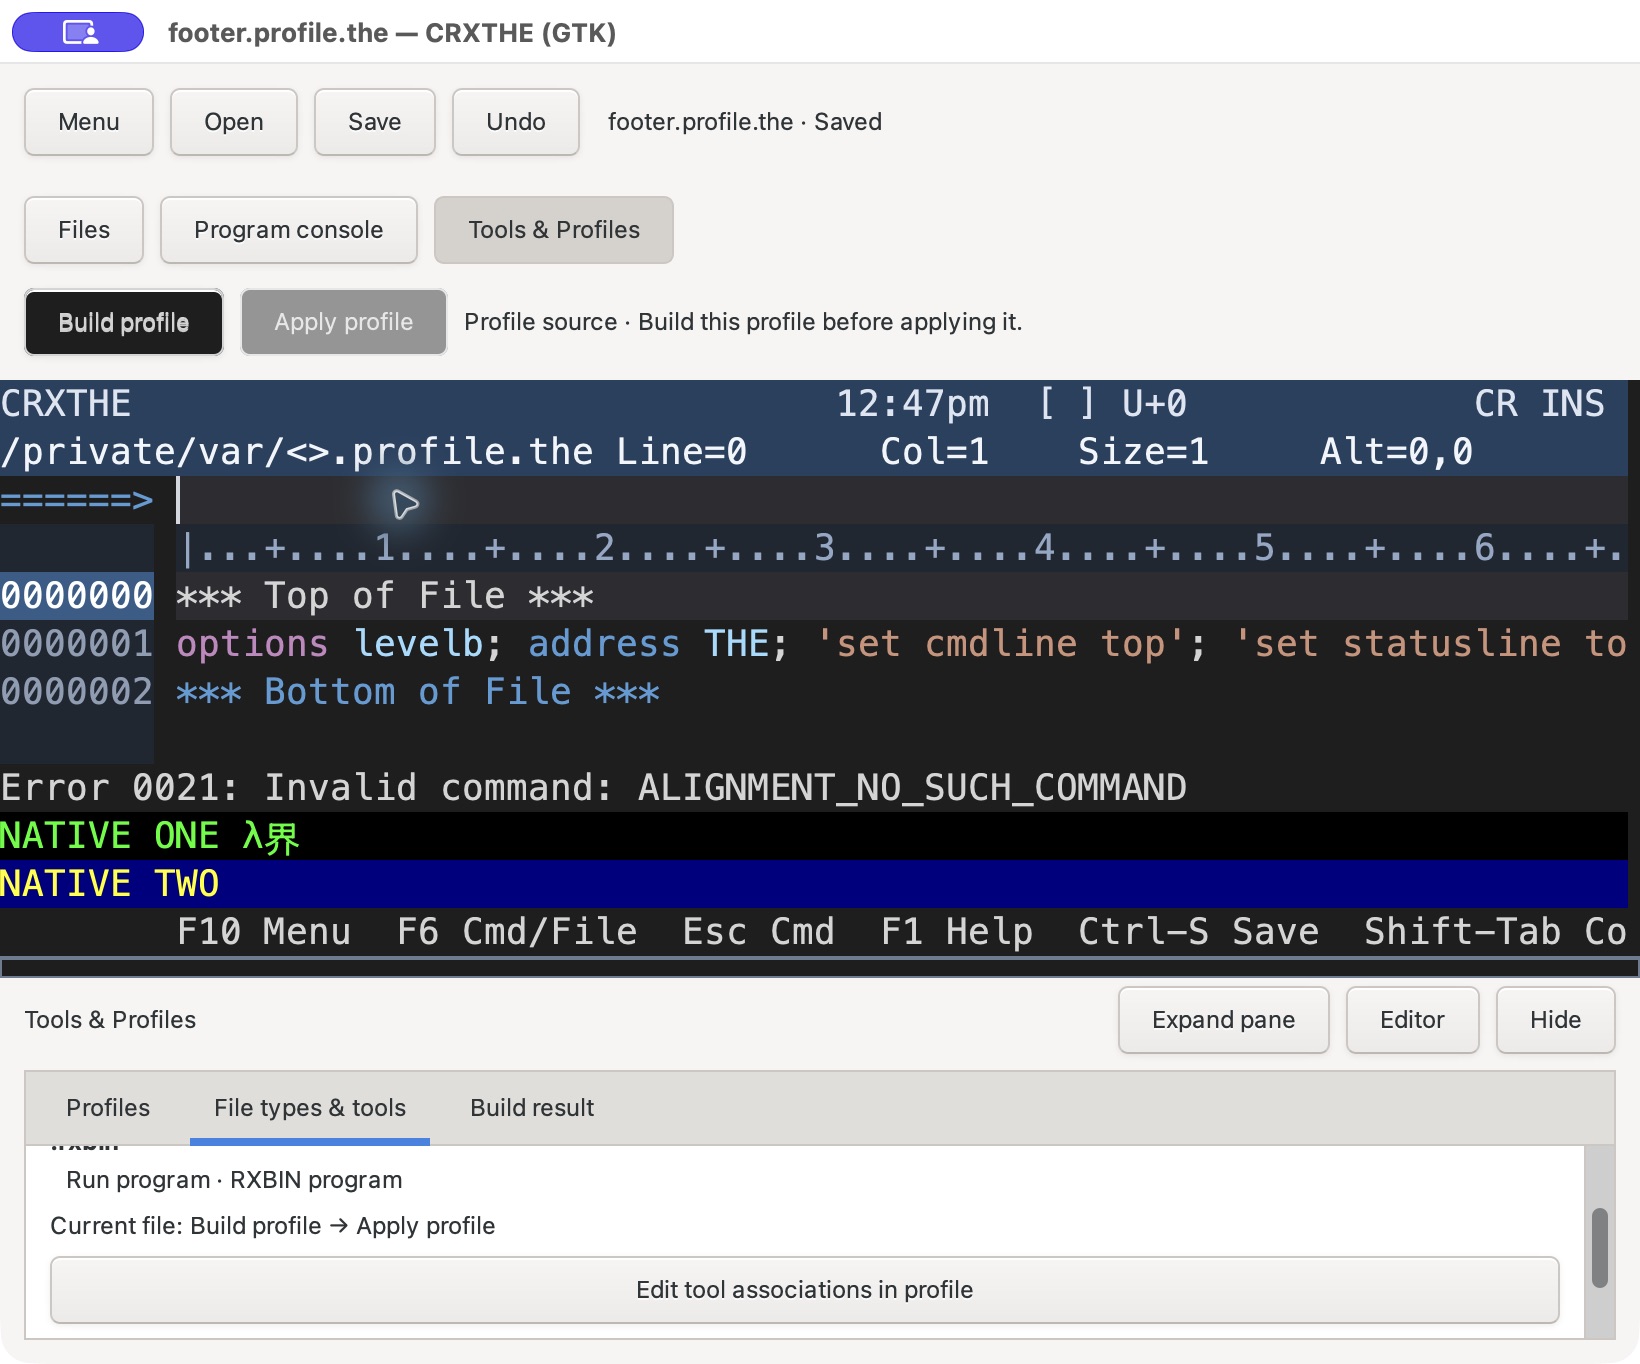 footer.profile.the — CRXTHE (GTK)
Menu Open Save Undo footer.profile.the · Saved
Files Program console Tools & Profiles
Build profile Apply profile Profile source · Build this profile before applying it.
CRXTHE 12:47pm [ ] U+0 CR INS
/private/var/<>.profile.the Line=0 Col=1 Size=1 Alt=0,0
======>
|...+....1....+....2....+....3....+....4....+....5....+....6....+.
0000000 *** Top of File ***
0000001 options levelb; address THE; 'set cmdline top'; 'set statusline to
0000002 *** Bottom of File ***
Error 0021: Invalid command: ALIGNMENT_NO_SUCH_COMMAND
NATIVE ONE λ界
NATIVE TWO
F10 Menu F6 Cmd/File Esc Cmd F1 Help Ctrl-S Save Shift-Tab Co
Tools & Profiles Expand pane Editor Hide
Profiles File types & tools Build result
.rxbin
Run program · RXBIN program
Current file: Build profile → Apply profile
Edit tool associations in profile